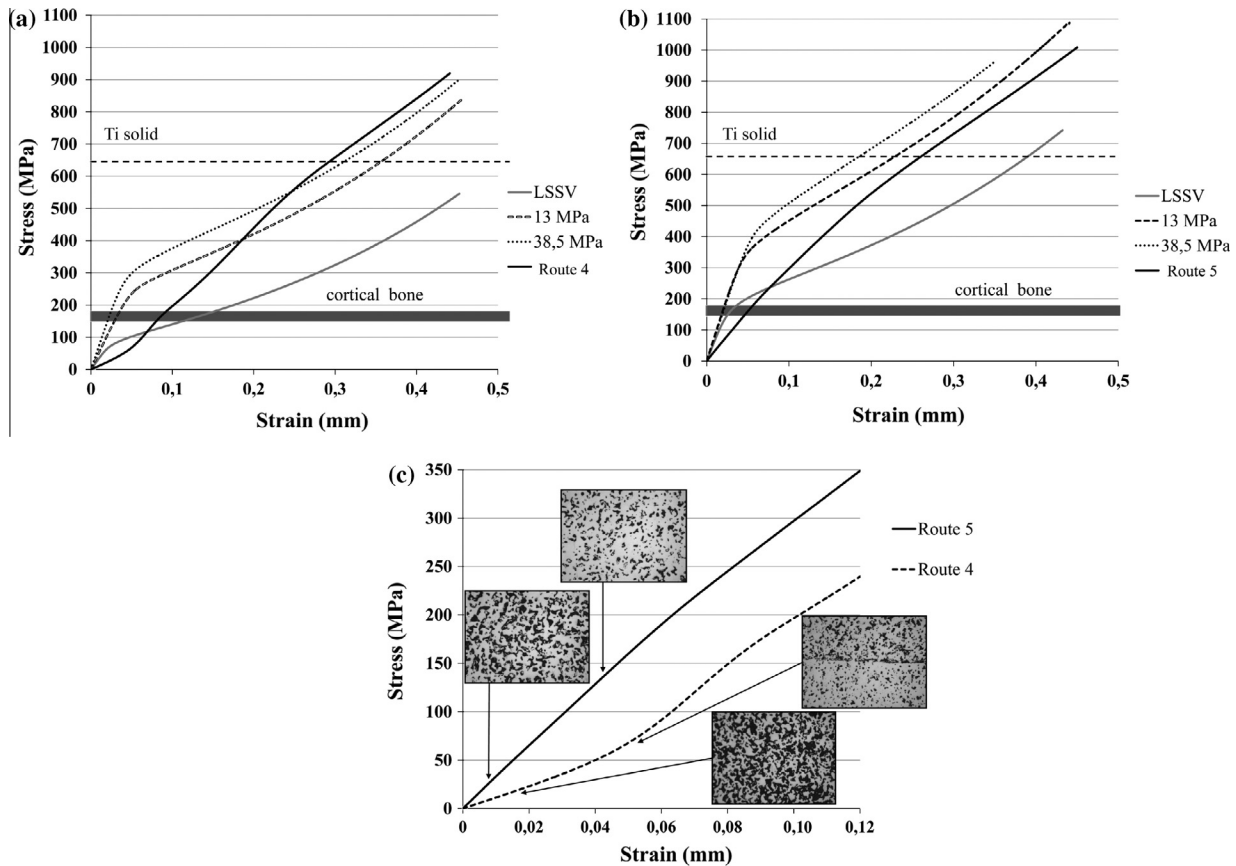 (a)
1100
1000
900
800
700
600
500
400
300
200
100
0
Stress (MPa)
Ti solid
cortical bone
0
0,1
0,2
0,3
0,4
0,5
Strain (mm)
LSSV
13 MPa
38,5 MPa
Route 4
(b)
1100
1000
900
800
700
600
500
400
300
200
100
0
Stress (MPa)
Ti solid
cortical bone
0
0,1
0,2
0,3
0,4
0,5
Strain (mm)
LSSV
13 MPa
38,5 MPa
Route 5
(c)
350
300
250
200
150
100
50
0
Stress (MPa)
0
0,02
0,04
0,06
0,08
0,10
0,12
Strain (mm)
Route 5
Route 4